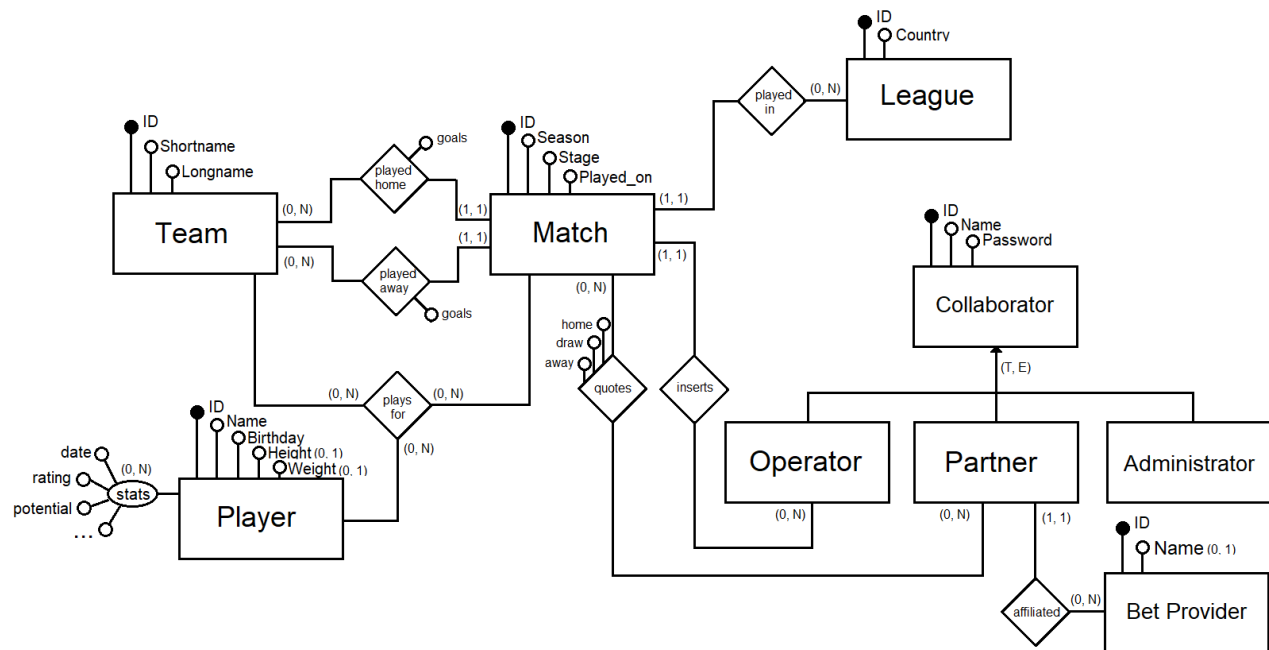 ID
Country
League
played
in
(0, N)
(1, 1)
ID
Shortname
Longname
Team
(0, N)
(0, N)
goals
played
home
(1, 1)
(1, 1)
played
away
goals
ID
Season
Stage
Played_on
Match
(1, 1)
(0, N)
home
draw
away
quotes
inserts
ID
Name
Password
Collaborator
(T, E)
(0, N)
plays
for
(0, N)
(0, N)
ID
Name
Birthday
Height (0, 1)
Weight (0, 1)
Player
date
rating
potential
...
stats
(0, N)
Operator
(0, N)
Partner
(0, N)
(1, 1)
Administrator
affiliated
(0, N)
ID
Name (0, 1)
Bet Provider